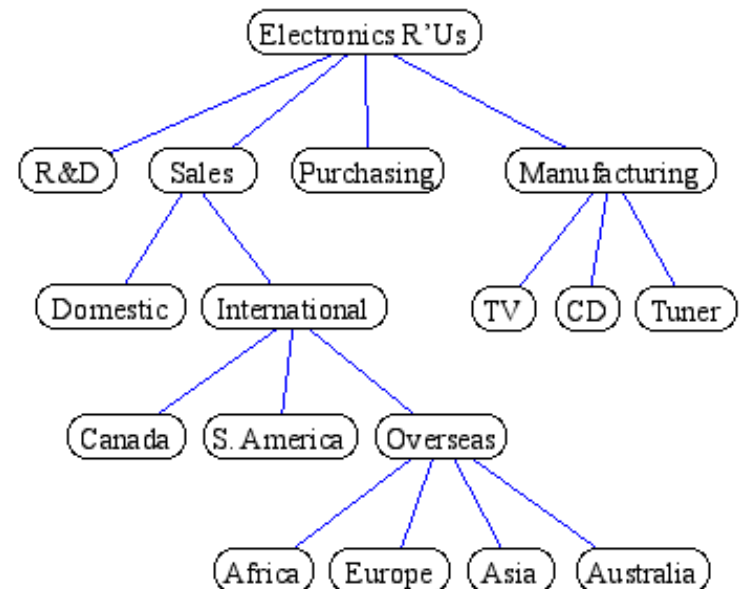 Electronics R'Us
R&D Sales Purchasing Manufacturing
Domestic International TV CD Tuner
Canada S. America Overseas
Africa Europe Asia Australia